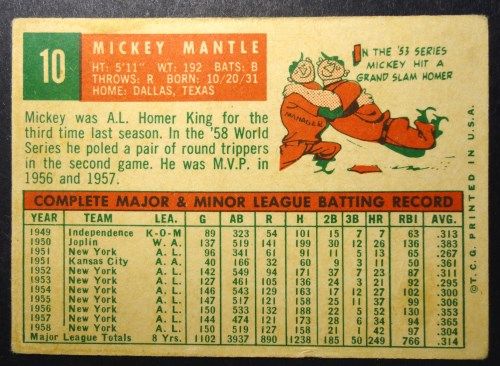 10
MICKEY MANTLE
HT: 5'11" WT: 192 BATS: B
THROWS: R BORN: 10/20/31
HOME: DALLAS, TEXAS
Mickey was A.L. Homer King for the
third time last season. In the '58 World
Series he poled a pair of round trippers
in the second game. He was M.V.P. in
1956 and 1957.
IN THE '53 SERIES
MICKEY HIT A
GRAND SLAM HOMER
MANAGER
COMPLETE MAJOR & MINOR LEAGUE BATTING RECORD
YEAR TEAM LEA. G AB R H 2B 3B HR RBI AVG.
1949 Independence K-O-M 89 323 54 101 15 7 7 63 .313
1950 Joplin W. A. 137 519 141 199 30 12 26 136 .383
1951 New York A. L. 96 341 61 91 11 5 13 65 .267
1951 Kansas City A. A. 40 166 32 60 9 3 11 50 .361
1952 New York A. L. 142 549 94 171 37 7 23 87 .311
1953 New York A. L. 127 461 105 136 24 3 21 92 .295
1954 New York A. L. 146 543 129 163 17 12 27 102 .300
1955 New York A. L. 147 517 121 158 25 11 37 99 .306
1956 New York A. L. 150 533 132 188 22 5 52 130 .353
1957 New York A. L. 144 474 121 173 28 6 34 94 .365
1958 New York A. L. 150 519 127 158 21 1 42 97 .304
Major League Totals 8 Yrs. 1102 3937 890 1238 185 50 249 766 .314
©T.C.G. PRINTED IN U.S.A.